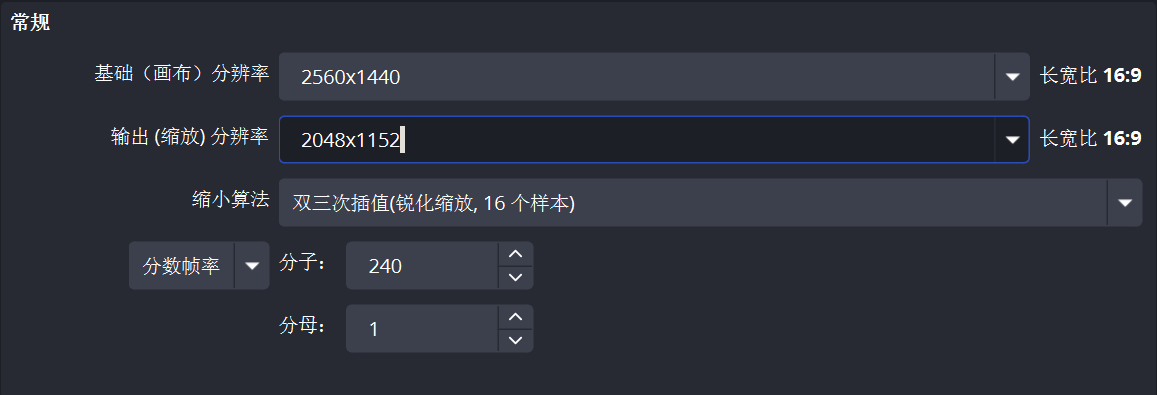 常规
基础（画布）分辨率 2560x1440 长宽比 16:9
输出 (缩放) 分辨率 2048x1152 长宽比 16:9
缩小算法 双三次插值(锐化缩放, 16 个样本)
分数帧率 分子： 240
分母： 1